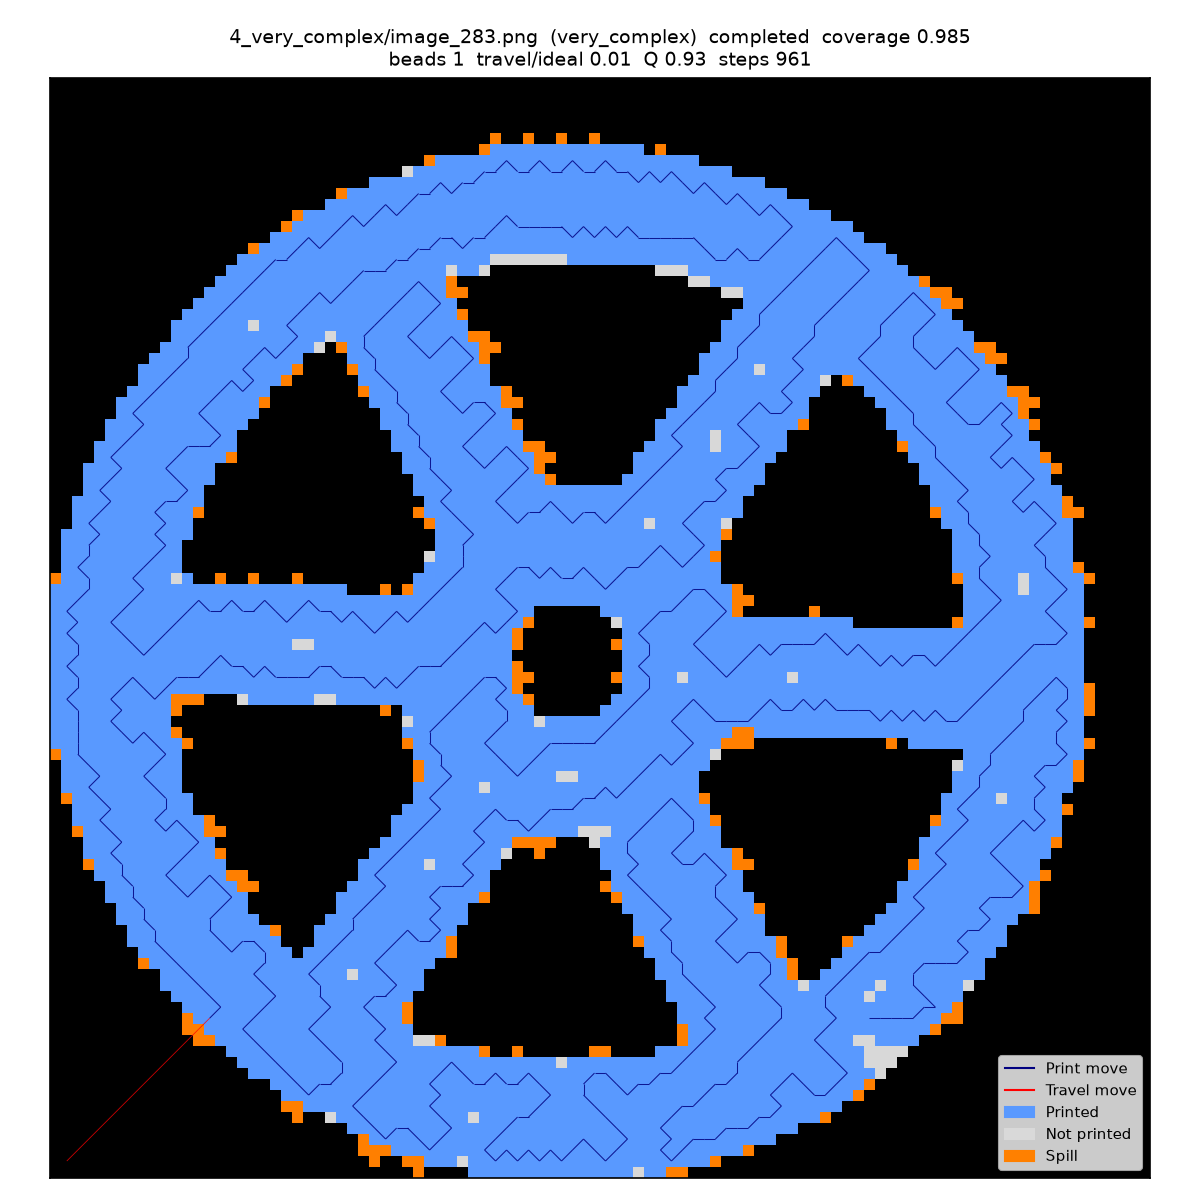 4_very_complex/image_283.png  (very_complex)  completed  coverage 0.985
beads 1  travel/ideal 0.01  Q 0.93  steps 961
Print move
Travel move
Printed
Not printed
Spill